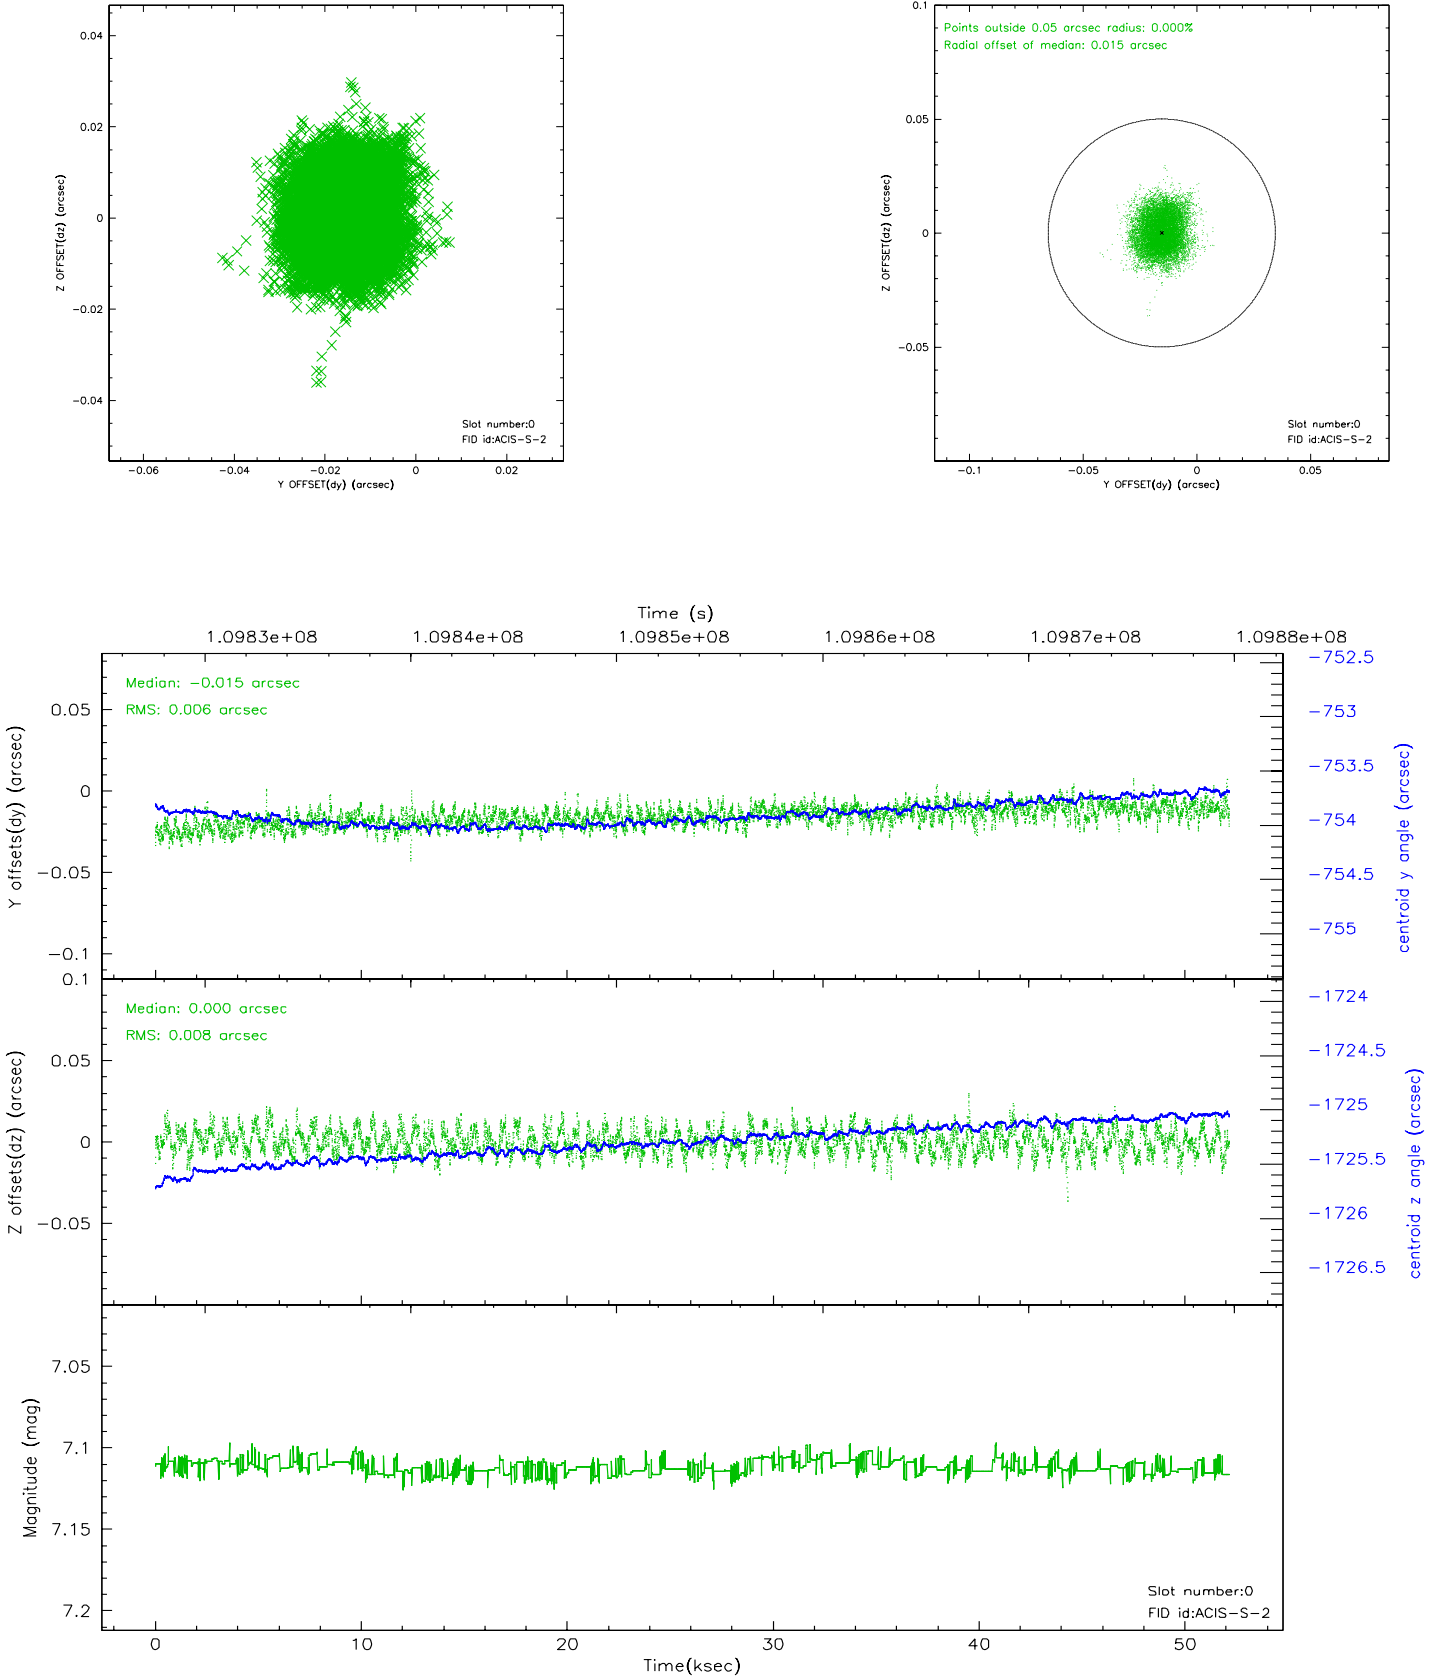 0.04
0.02
0
−0.02
−0.04
Z OFFSET(dz) (arcsec)
Slot number:0
FID id:ACIS−S−2
−0.06 −0.04 −0.02 0 0.02
Y OFFSET(dy) (arcsec)
0.1
Points outside 0.05 arcsec radius: 0.000%
Radial offset of median: 0.015 arcsec
0.05
0
−0.05
Z OFFSET(dz) (arcsec)
Slot number:0
FID id:ACIS−S−2
−0.1 −0.05 0 0.05
Y OFFSET(dy) (arcsec)
Time (s)
1.0983e+08 1.0984e+08 1.0985e+08 1.0986e+08 1.0987e+08 1.0988e+08
Median: −0.015 arcsec
RMS: 0.006 arcsec
0.05
0
−0.05
−0.1
Y offsets(dy) (arcsec)
−752.5
−753
−753.5
−754
−754.5
−755
centroid y angle (arcsec)
0.1
Median: 0.000 arcsec
RMS: 0.008 arcsec
0.05
0
−0.05
Z offsets(dz) (arcsec)
−1724
−1724.5
−1725
−1725.5
−1726
−1726.5
centroid z angle (arcsec)
7.05
7.1
7.15
7.2
Magnitude (mag)
Slot number:0
FID id:ACIS−S−2
0 10 20 30 40 50
Time(ksec)